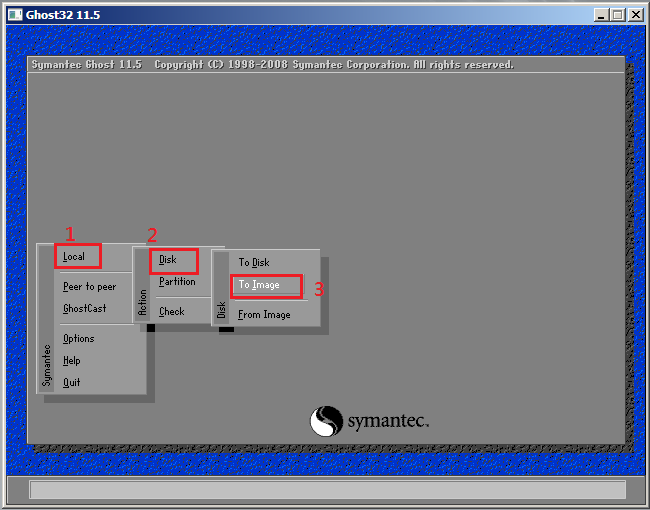 Ghost32 11.5
Symantec Ghost 11.5 Copyright (C) 1998-2008 Symantec Corporation. All rights reserved.
1
Local
Peer to peer
GhostCast
Options
Help
Quit
Symantec
2
Disk
Partition
Check
Action
To Disk
To Image
3
From Image
Disk
symantec.